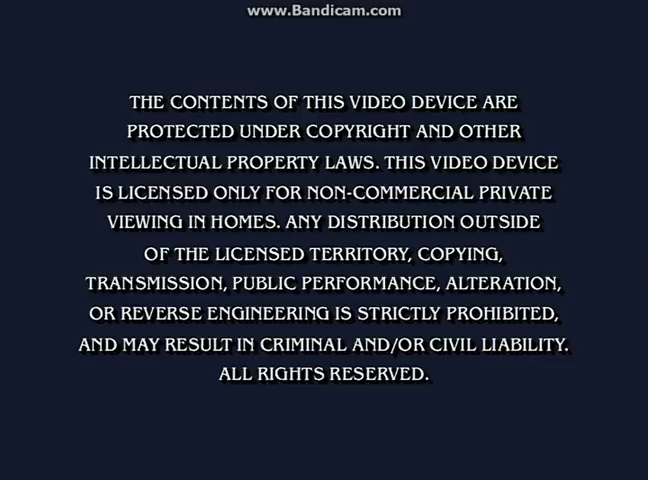 www.Bandicam.com
THE CONTENTS OF THIS VIDEO DEVICE ARE
PROTECTED UNDER COPYRIGHT AND OTHER
INTELLECTUAL PROPERTY LAWS. THIS VIDEO DEVICE
IS LICENSED ONLY FOR NON-COMMERCIAL PRIVATE
VIEWING IN HOMES. ANY DISTRIBUTION OUTSIDE
OF THE LICENSED TERRITORY, COPYING,
TRANSMISSION, PUBLIC PERFORMANCE, ALTERATION,
OR REVERSE ENGINEERING IS STRICTLY PROHIBITED,
AND MAY RESULT IN CRIMINAL AND/OR CIVIL LIABILITY.
ALL RIGHTS RESERVED.